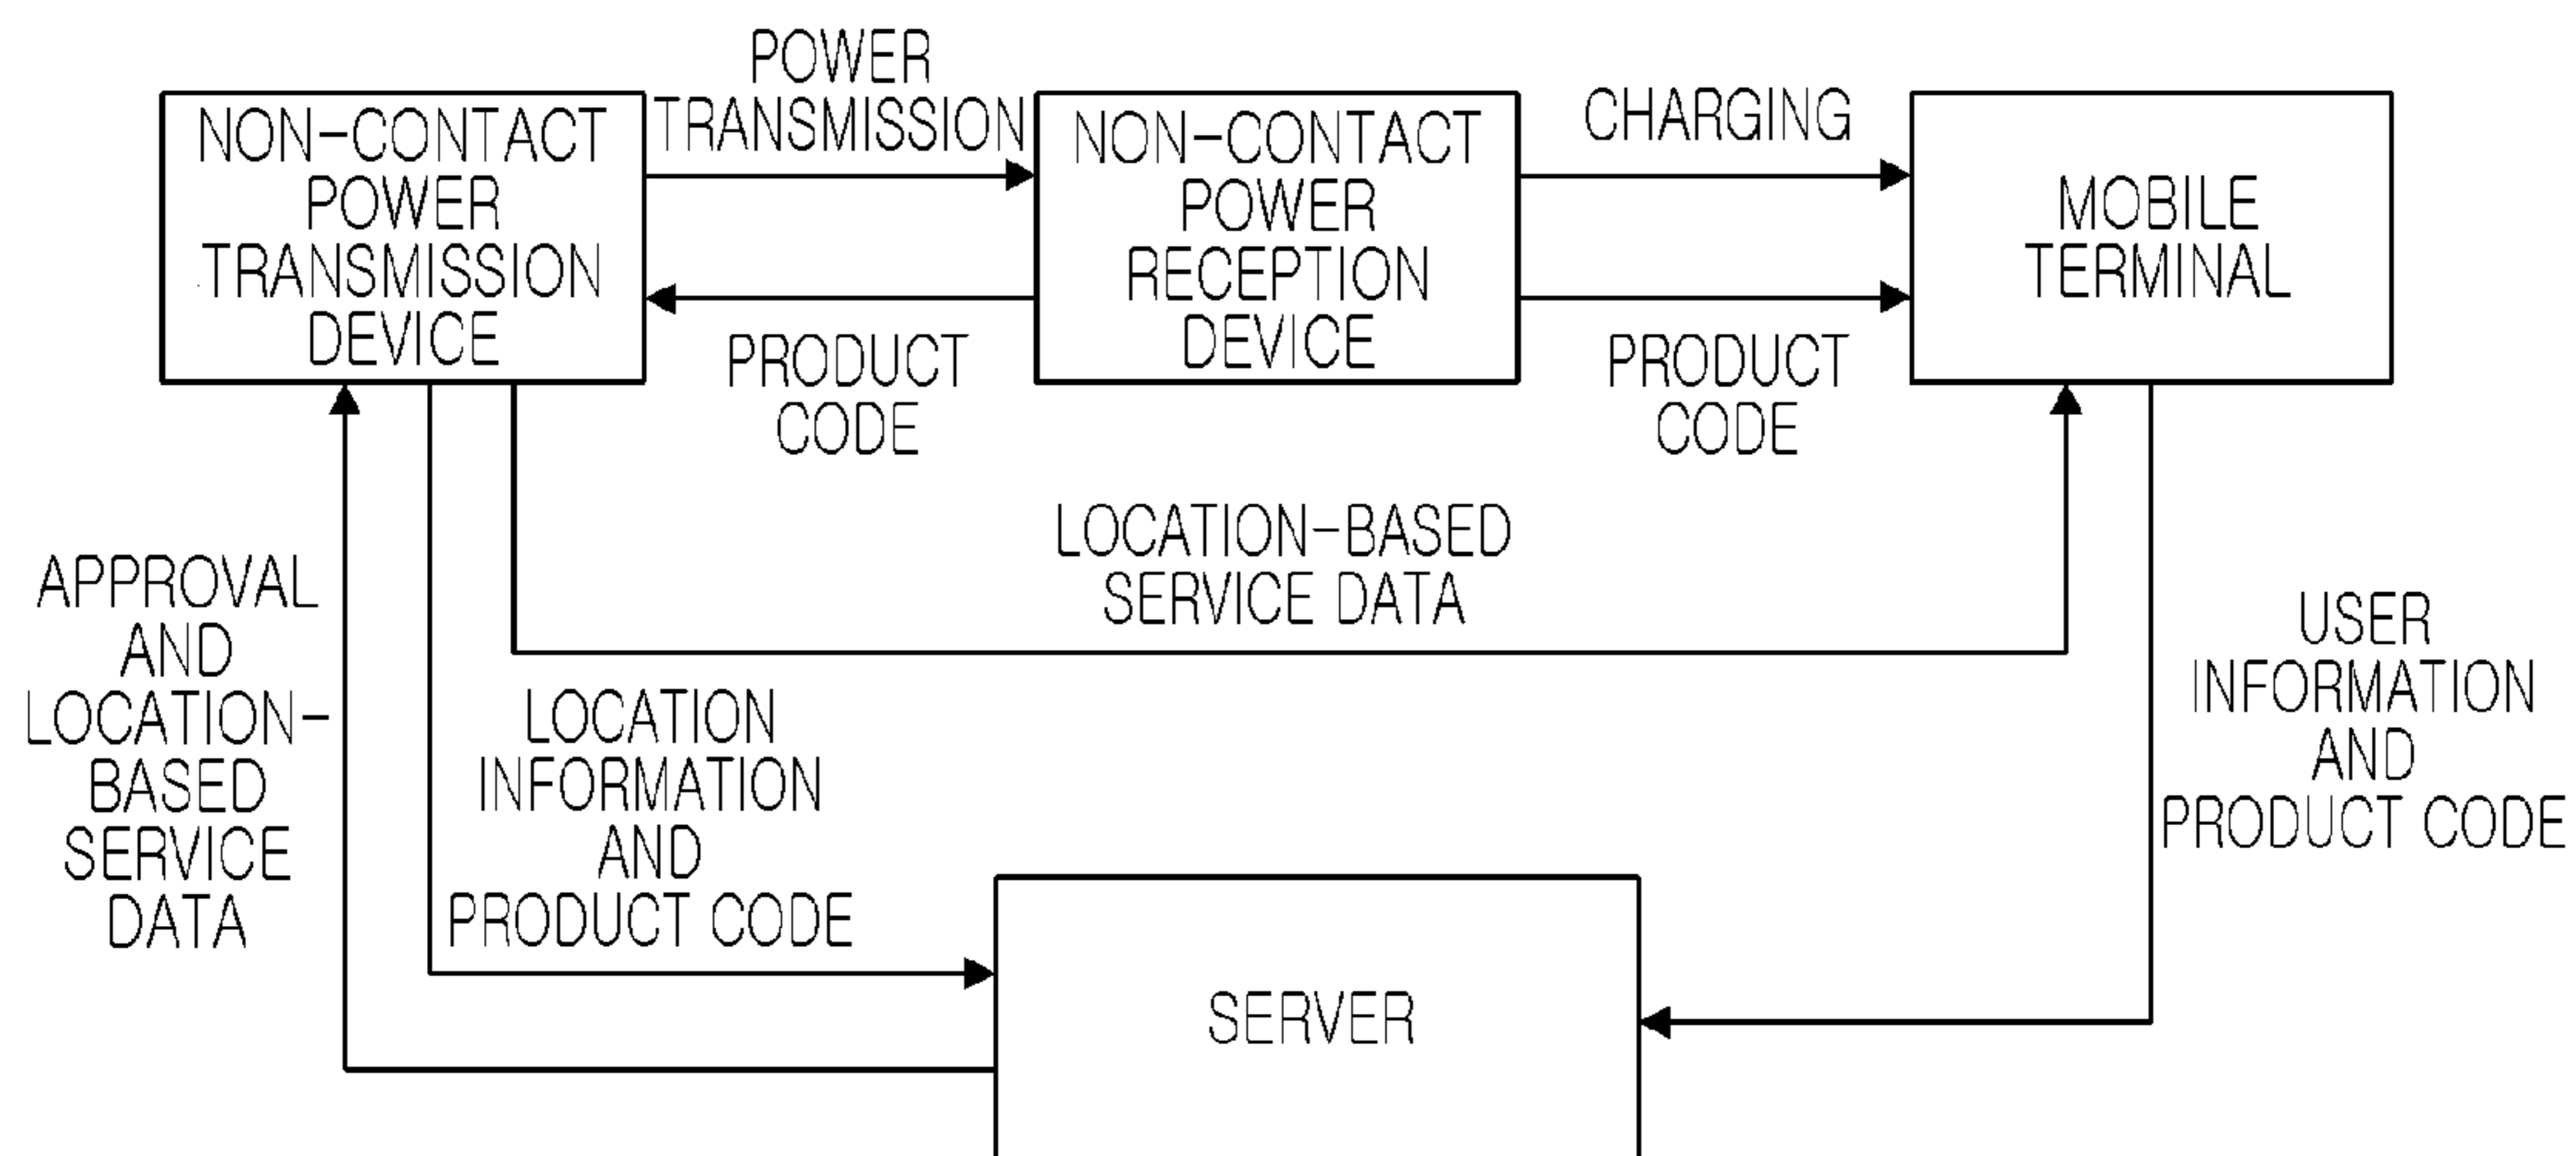 POWER
TRANSMISSION
NON-CONTACT
POWER
TRANSMISSION
DEVICE
NON-CONTACT
POWER
RECEPTION
DEVICE
CHARGING
MOBILE
TERMINAL
PRODUCT
CODE
PRODUCT
CODE
LOCATION-BASED
SERVICE DATA
APPROVAL
AND
LOCATION-
BASED
SERVICE
DATA
LOCATION
INFORMATION
AND
PRODUCT CODE
USER
INFORMATION
AND
PRODUCT CODE
SERVER